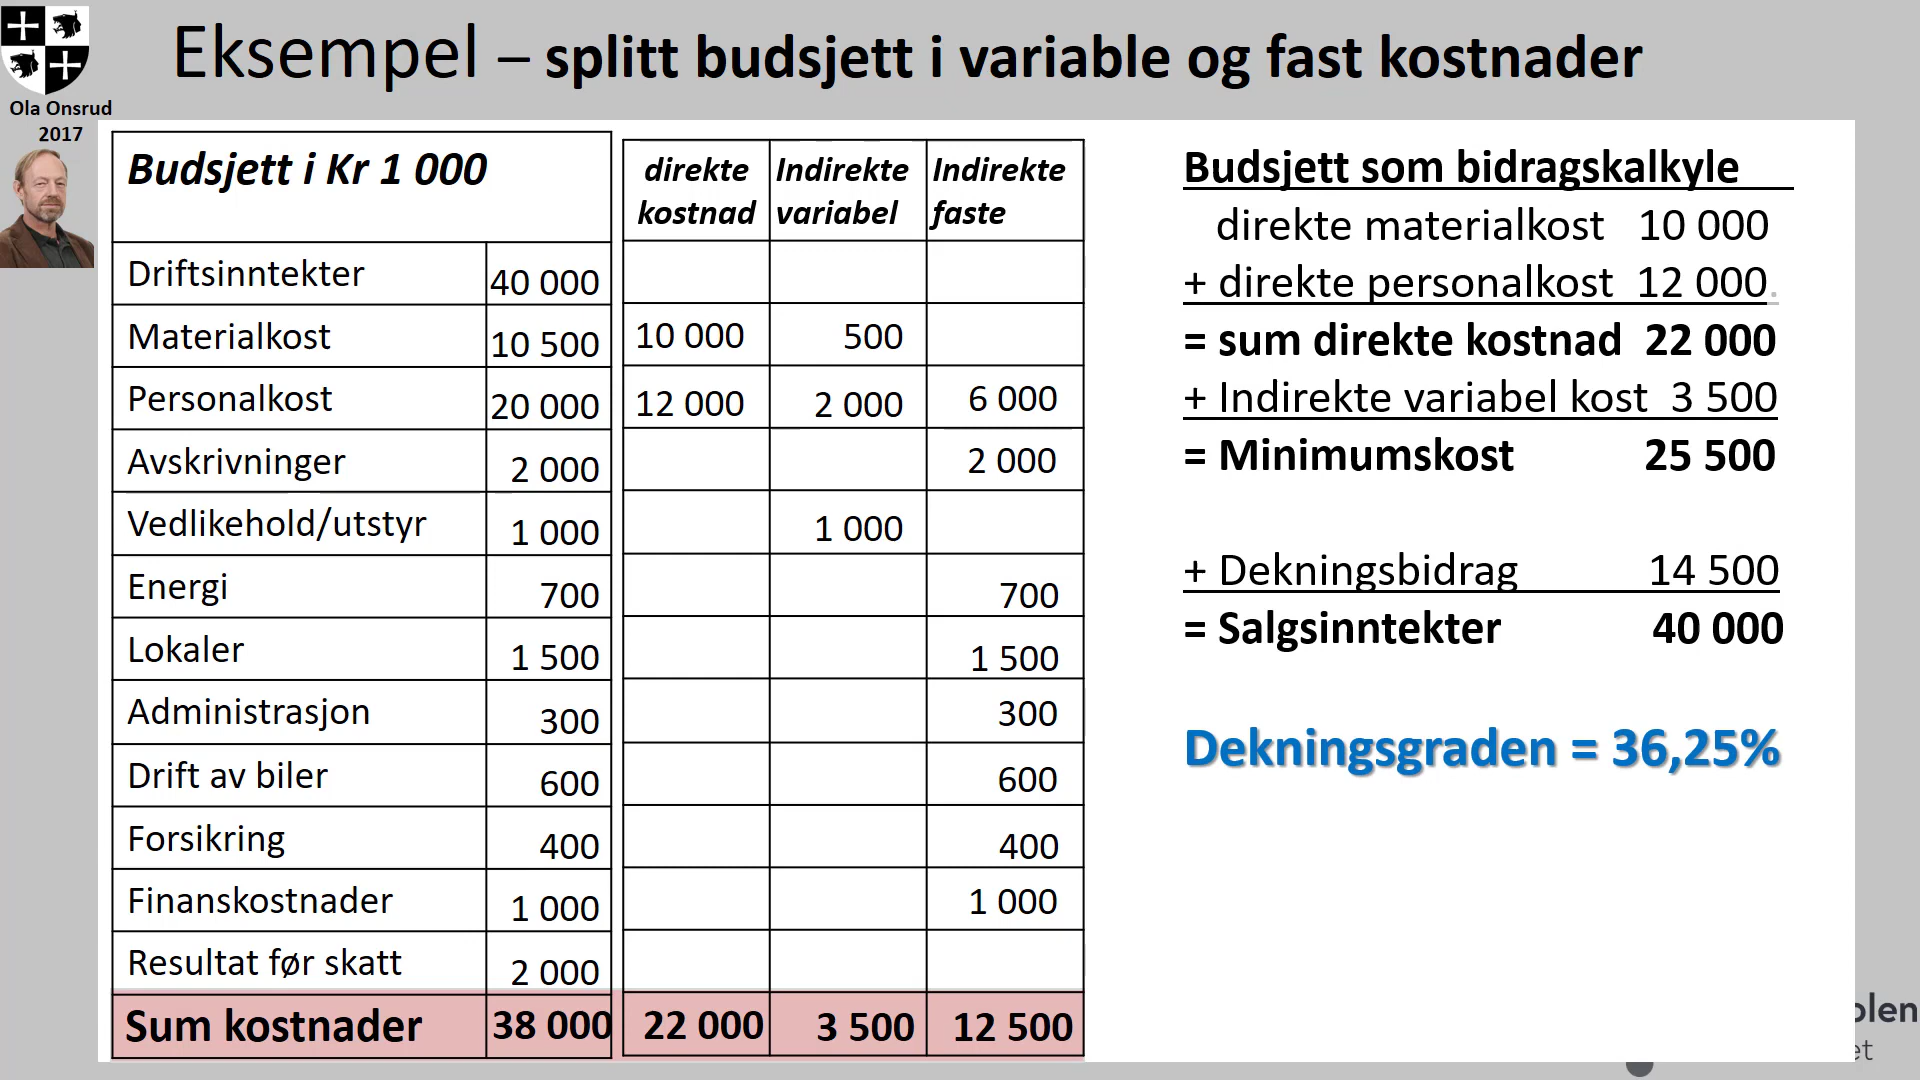 Eksempel – splitt budsjett i variable og fast kostnader
Ola Onsrud
2017
Budsjett i Kr 1 000
direkte kostnad
Indirekte variabel
Indirekte faste
Driftsinntekter 40 000
Materialkost 10 500 10 000 500
Personalkost 20 000 12 000 2 000 6 000
Avskrivninger 2 000 2 000
Vedlikehold/utstyr 1 000 1 000
Energi 700 700
Lokaler 1 500 1 500
Administrasjon 300 300
Drift av biler 600 600
Forsikring 400 400
Finanskostnader 1 000 1 000
Resultat før skatt 2 000
Sum kostnader 38 000 22 000 3 500 12 500
Budsjett som bidragskalkyle
direkte materialkost 10 000
+ direkte personalkost 12 000.
= sum direkte kostnad 22 000
+ Indirekte variabel kost 3 500
= Minimumskost 25 500
+ Dekningsbidrag 14 500
= Salgsinntekter 40 000
Dekningsgraden = 36,25%